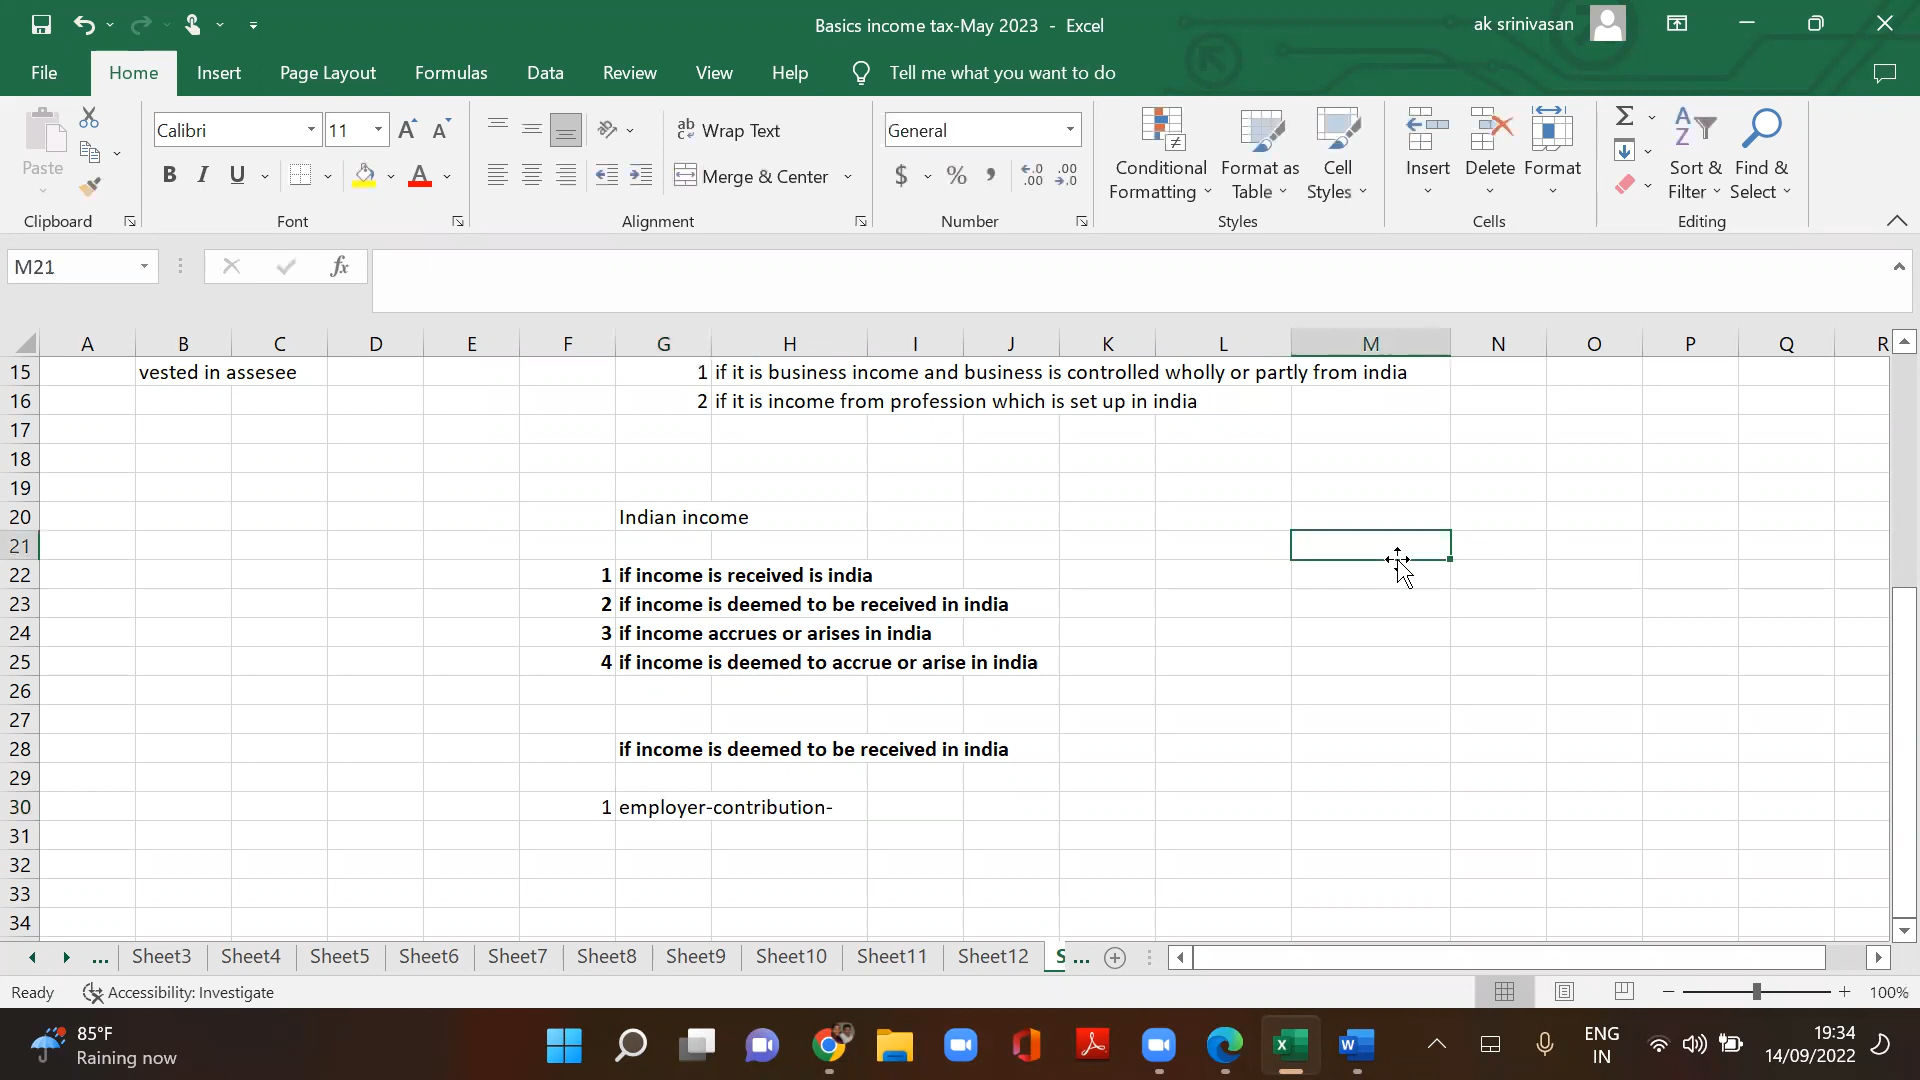 Basics income tax-May 2023 - Excel
ak srinivasan
File Home Insert Page Layout Formulas Data Review View Help Tell me what you want to do
Paste
Clipboard
Calibri 11
B I U
Font
Wrap Text
Merge & Center
Alignment
General
$ % ,
Number
Conditional Formatting
Format as Table
Cell Styles
Styles
Insert Delete Format
Cells
Sort & Filter
Find & Select
Editing
M21
fx
A B C D E F G H I J K L M N O P Q R
15 vested in assesee 1 if it is business income and business is controlled wholly or partly from india
16 2 if it is income from profession which is set up in india
17
18
19
20 Indian income
21
22 1 if income is received is india
23 2 if income is deemed to be received in india
24 3 if income accrues or arises in india
25 4 if income is deemed to accrue or arise in india
26
27
28 if income is deemed to be received in india
29
30 1 employer-contribution-
31
32
33
34
... Sheet3 Sheet4 Sheet5 Sheet6 Sheet7 Sheet8 Sheet9 Sheet10 Sheet11 Sheet12 S ...
Ready Accessibility: Investigate 100%
85°F
Raining now
ENG
IN
19:34
14/09/2022